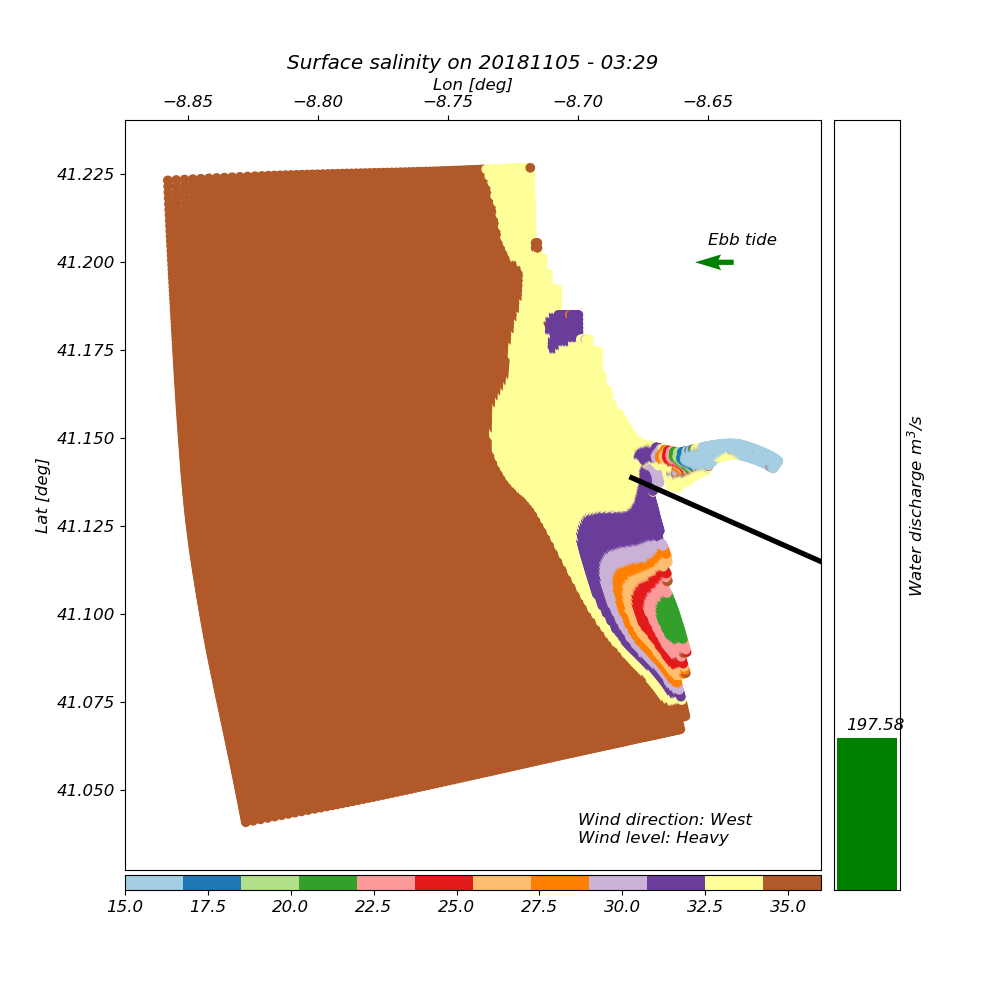 Surface salinity on 20181105 - 03:29
Lon [deg]
−8.85 −8.80 −8.75 −8.70 −8.65
41.225
41.200
41.175
41.150
41.125
41.100
41.075
41.050
Lat [deg]
Ebb tide
Wind direction: West
Wind level: Heavy
15.0 17.5 20.0 22.5 25.0 27.5 30.0 32.5 35.0
197.58
Water discharge m³/s